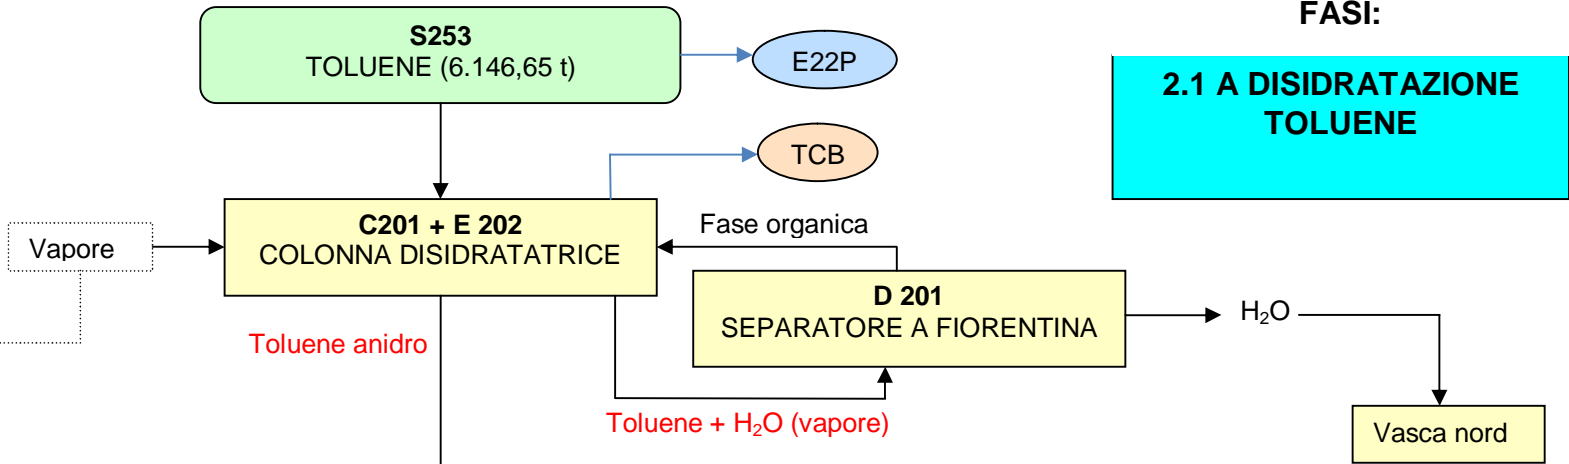 FASI:
S253
TOLUENE (6.146,65 t)
E22P
2.1 A DISIDRATAZIONE
TOLUENE
TCB
C201 + E 202
COLONNA DISIDRATATRICE
Fase organica
Vapore
D 201
SEPARATORE A FIORENTINA
H₂O
Toluene anidro
Toluene + H₂O (vapore)
Vasca nord